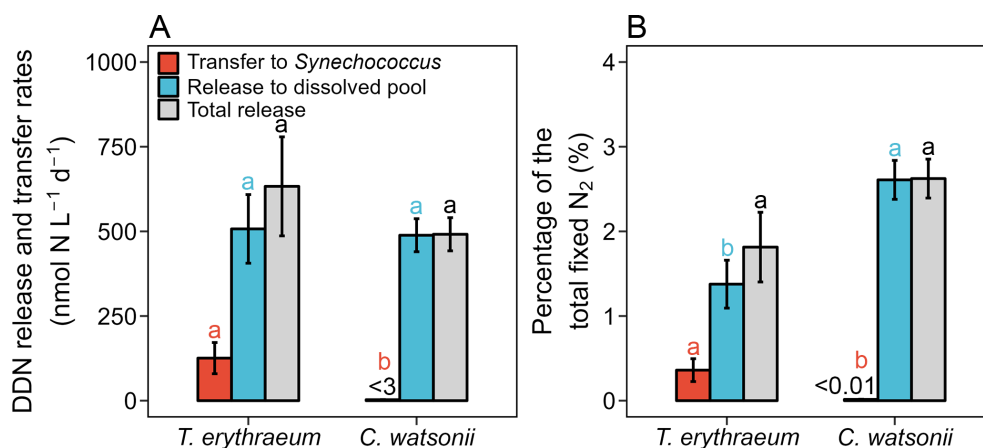 A
DDN release and transfer rates
(nmol N L⁻¹ d⁻¹)
1000
750
500
250
0
Transfer to Synechococcus
Release to dissolved pool
Total release
a
a
a
b
<3
a
a
T. erythraeum
C. watsonii
B
Percentage of the
total fixed N₂ (%)
4
3
2
1
0
a
b
a
b
<0.01
a
a
T. erythraeum
C. watsonii